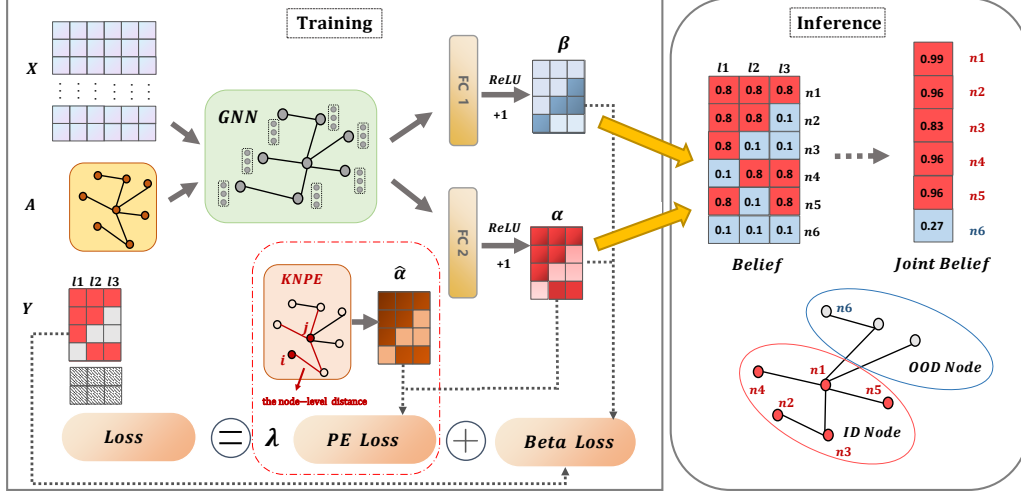 Training
X
A
Y
l1 l2 l3
GNN
FC 1
ReLU
+1
β
FC 2
ReLU
+1
α
KNPE
α̂
j
i
the node—level distance
Loss
=
λ
PE Loss
+
Beta Loss
Inference
l1 l2 l3
0.8 0.8 0.8 n1
0.8 0.8 0.1 n2
0.8 0.1 0.1 n3
0.1 0.8 0.8 n4
0.8 0.1 0.8 n5
0.1 0.1 0.1 n6
Belief
0.99 n1
0.96 n2
0.83 n3
0.96 n4
0.96 n5
0.27 n6
Joint Belief
n6
OOD Node
n1
n4
n5
n2
ID Node
n3